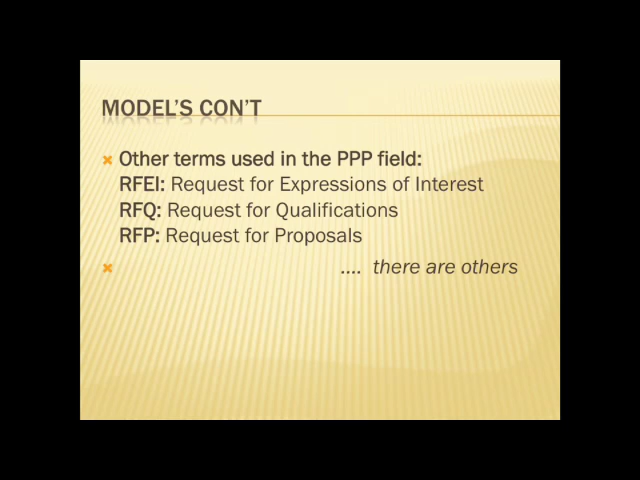 MODEL'S CON'T
Other terms used in the PPP field:
RFEI: Request for Expressions of Interest
RFQ: Request for Qualifications
RFP: Request for Proposals
.... there are others